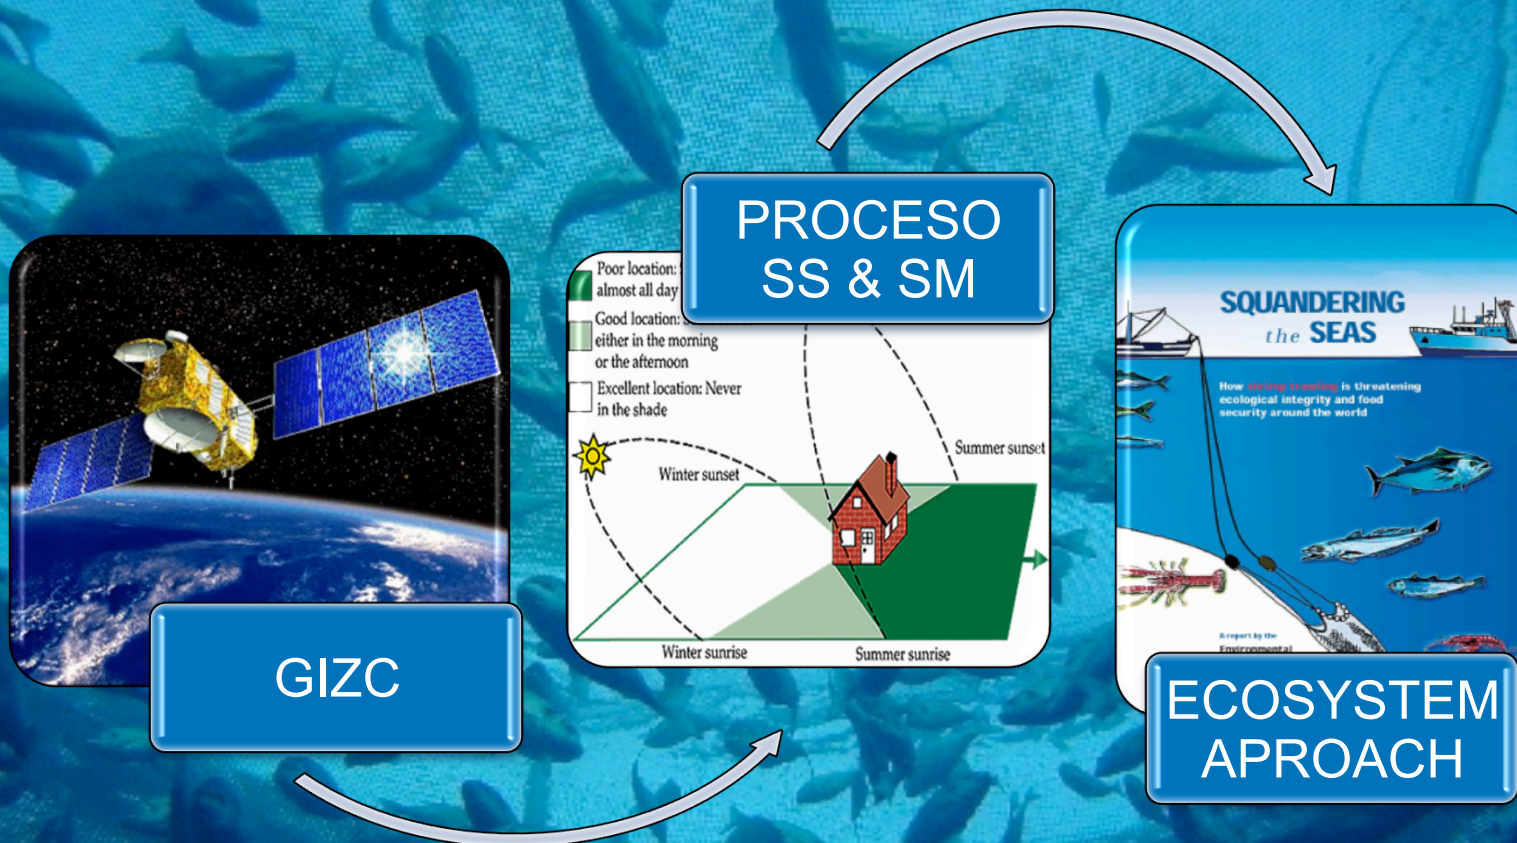 GIZC
PROCESO
SS & SM
Poor location:
almost all day
Good location:
either in the morning
or the afternoon
Excellent location: Never
in the shade
Winter sunset
Summer sunset
Winter sunrise
Summer sunrise
SQUANDERING
the SEAS
How shrimp trawling is threatening
ecological integrity and food
security around the world
A report by the
Environmental
ECOSYSTEM
APROACH